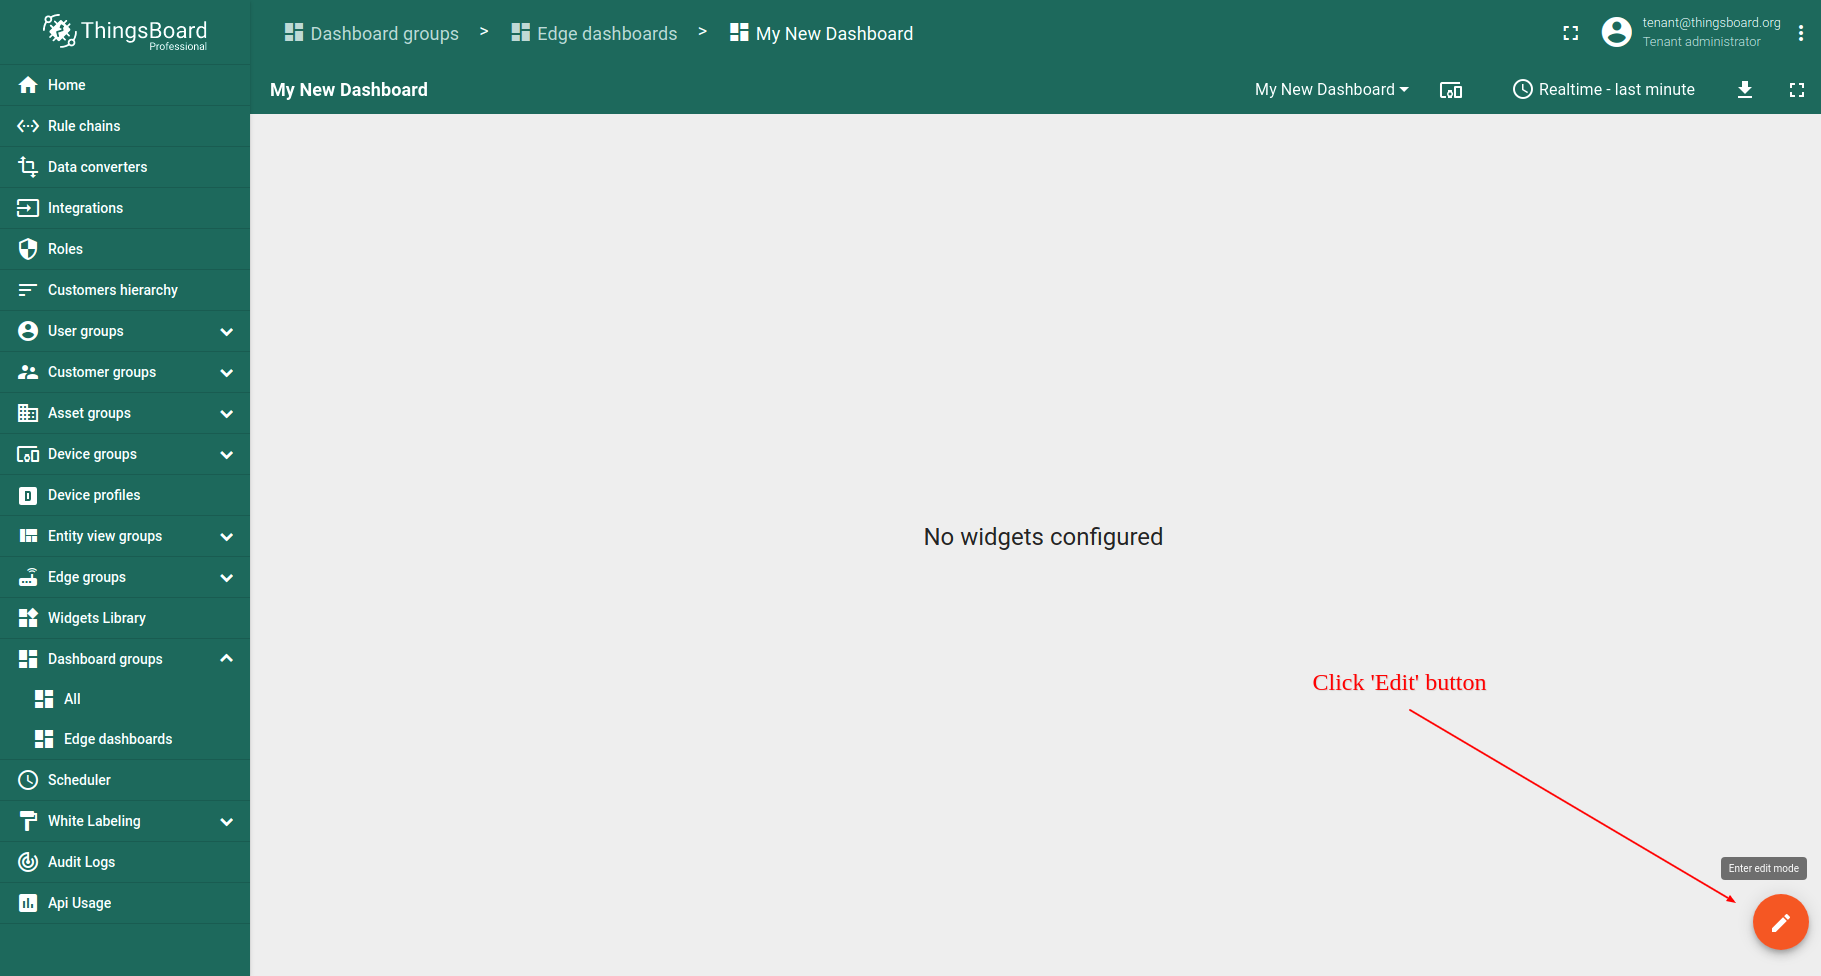 ThingsBoard
Professional
Dashboard groups > Edge dashboards > My New Dashboard
tenant@thingsboard.org
Tenant administrator
My New Dashboard
My New Dashboard
Realtime - last minute
Home
Rule chains
Data converters
Integrations
Roles
Customers hierarchy
User groups
Customer groups
Asset groups
Device groups
Device profiles
Entity view groups
Edge groups
Widgets Library
Dashboard groups
All
Edge dashboards
Scheduler
White Labeling
Audit Logs
Api Usage
No widgets configured
Click 'Edit' button
Enter edit mode